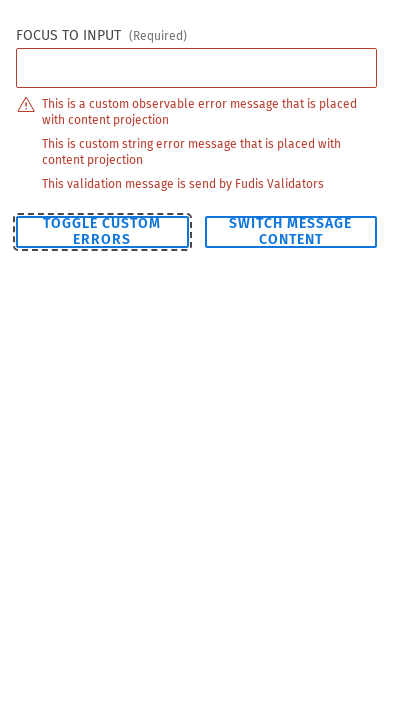 FOCUS TO INPUT (Required)
This is a custom observable error message that is placed
with content projection
This is custom string error message that is placed with
content projection
This validation message is send by Fudis Validators
TOGGLE CUSTOM
ERRORS
SWITCH MESSAGE
CONTENT